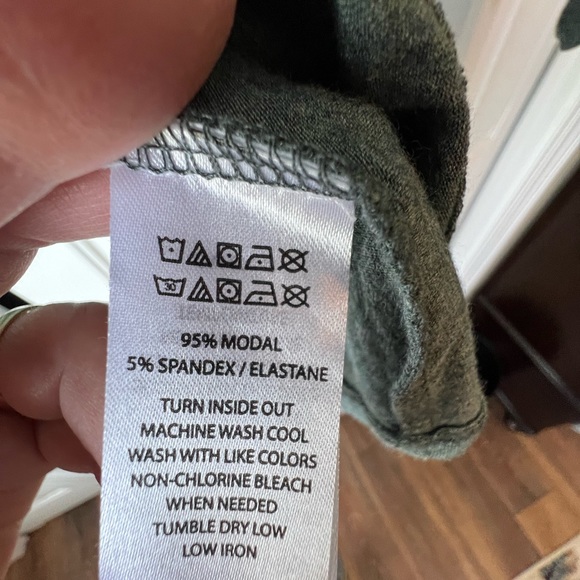 30
95% MODAL
5% SPANDEX / ELASTANE
TURN INSIDE OUT
MACHINE WASH COOL
WASH WITH LIKE COLORS
NON-CHLORINE BLEACH
WHEN NEEDED
TUMBLE DRY LOW
LOW IRON